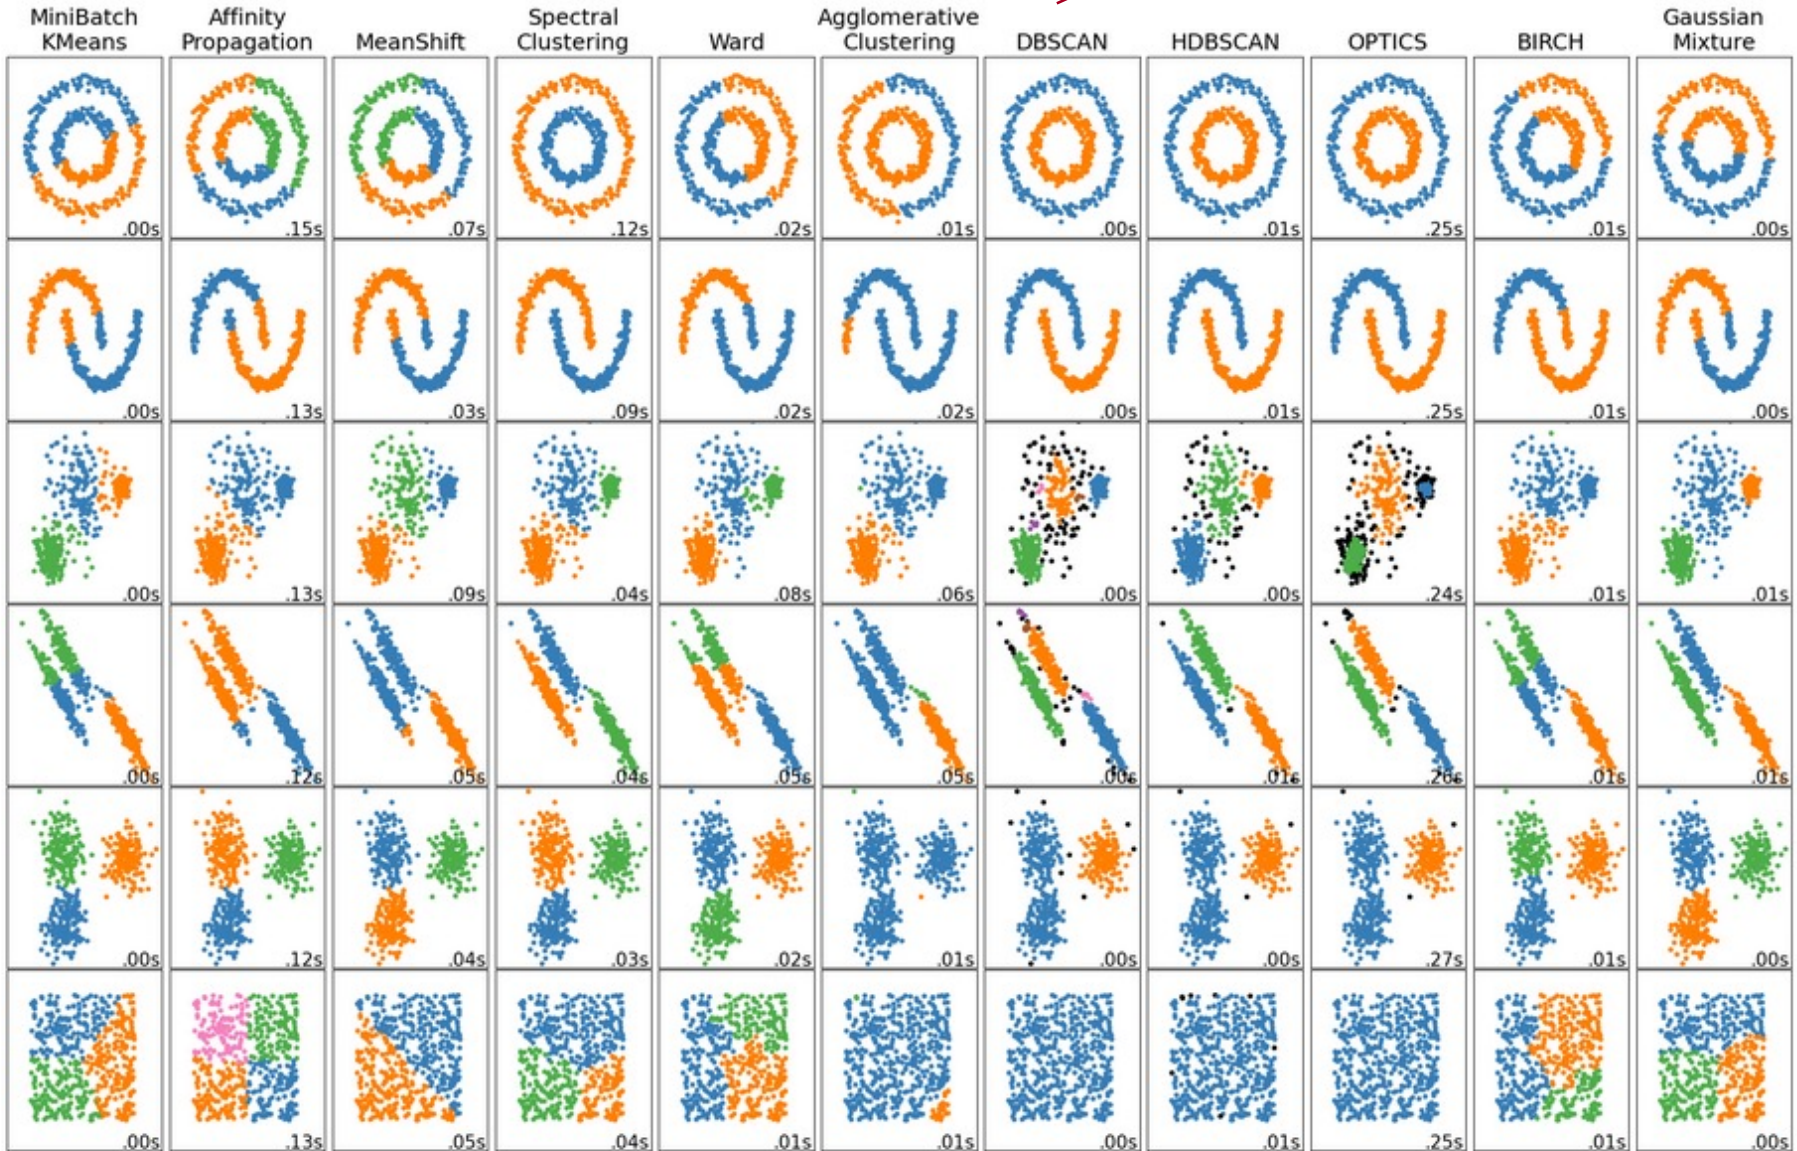 MiniBatch
KMeans
Affinity
Propagation
MeanShift
Spectral
Clustering
Ward
Agglomerative
Clustering
DBSCAN
HDBSCAN
OPTICS
BIRCH
Gaussian
Mixture
.00s .15s .07s .12s .02s .01s .00s .01s .25s .01s .00s
.00s .13s .03s .09s .02s .02s .00s .01s .25s .01s .00s
.00s .13s .09s .04s .08s .06s .00s .00s .24s .01s .01s
.00s .12s .05s .04s .05s .05s .00s .01s .26s .01s .01s
.00s .12s .04s .03s .02s .01s .00s .00s .27s .01s .00s
.00s .13s .05s .04s .01s .01s .00s .01s .25s .01s .00s